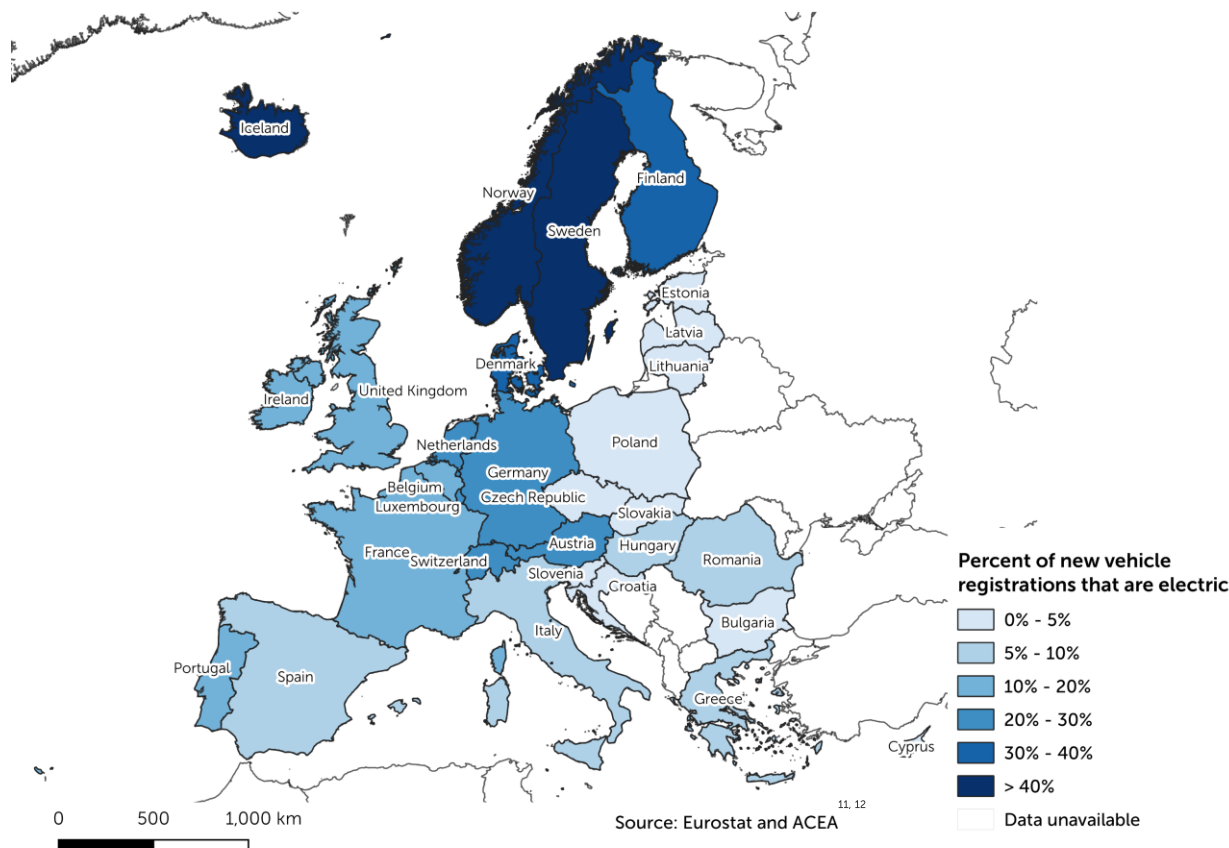 Iceland
Norway
Finland
Sweden
Estonia
Latvia
Denmark
Lithuania
United Kingdom
Ireland
Netherlands
Poland
Germany
Belgium
Czech Republic
Luxembourg
Slovakia
Austria
Hungary
France
Switzerland
Romania
Slovenia
Croatia
Bulgaria
Italy
Portugal
Spain
Greece
Cyprus
Percent of new vehicle
registrations that are electric
0% - 5%
5% - 10%
10% - 20%
20% - 30%
30% - 40%
> 40%
Data unavailable
0 500 1,000 km
Source: Eurostat and ACEA 11, 12